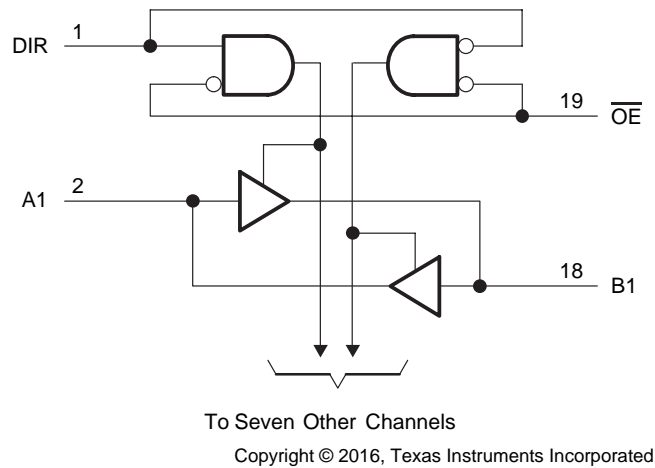 DIR 1
19 OE
A1 2
18 B1
To Seven Other Channels
Copyright © 2016, Texas Instruments Incorporated